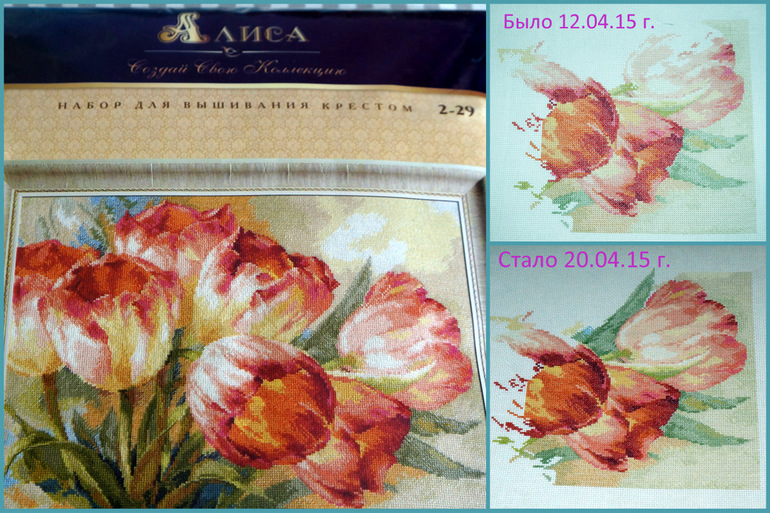 АЛИСА
Создай Свою Коллекцию
НАБОР ДЛЯ ВЫШИВАНИЯ КРЕСТОМ 2-29
Было 12.04.15 г.
Стало 20.04.15 г.